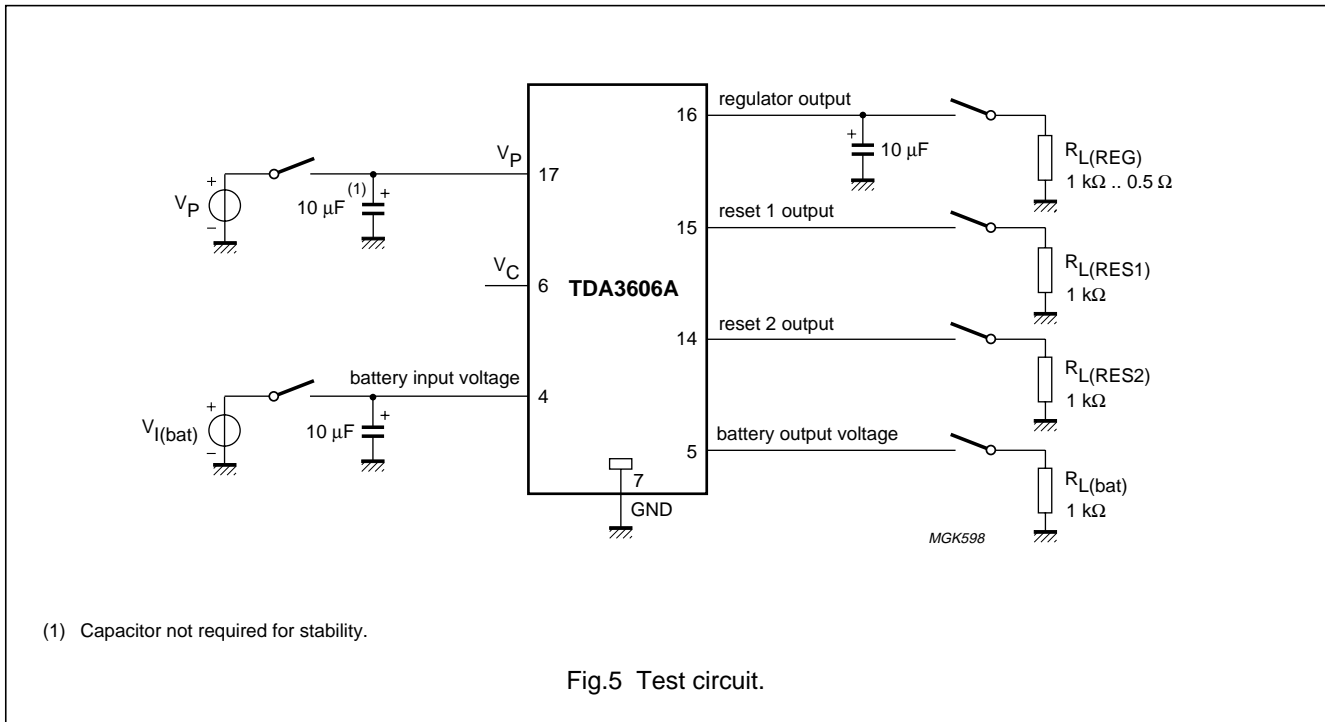 regulator output
16
+
10 μF
R_L(REG)
1 kΩ .. 0.5 Ω
V_P
17
+
V_P
−
(1)
+
10 μF
reset 1 output
15
R_L(RES1)
1 kΩ
V_C
6
TDA3606A
reset 2 output
14
R_L(RES2)
1 kΩ
battery input voltage
4
+
V_I(bat)
−
+
10 μF
battery output voltage
5
R_L(bat)
1 kΩ
7
GND
MGK598
(1) Capacitor not required for stability.
Fig.5 Test circuit.